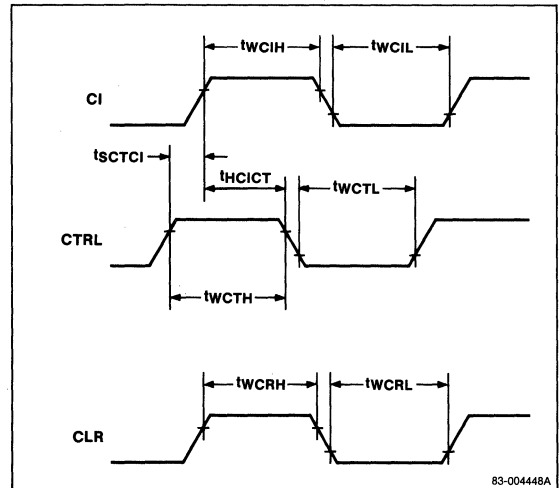 tWCIH
tWCIL
CI
tSCTCI
tHCICT
tWCTL
CTRL
tWCTH
tWCRH
tWCRL
CLR
83-004448A